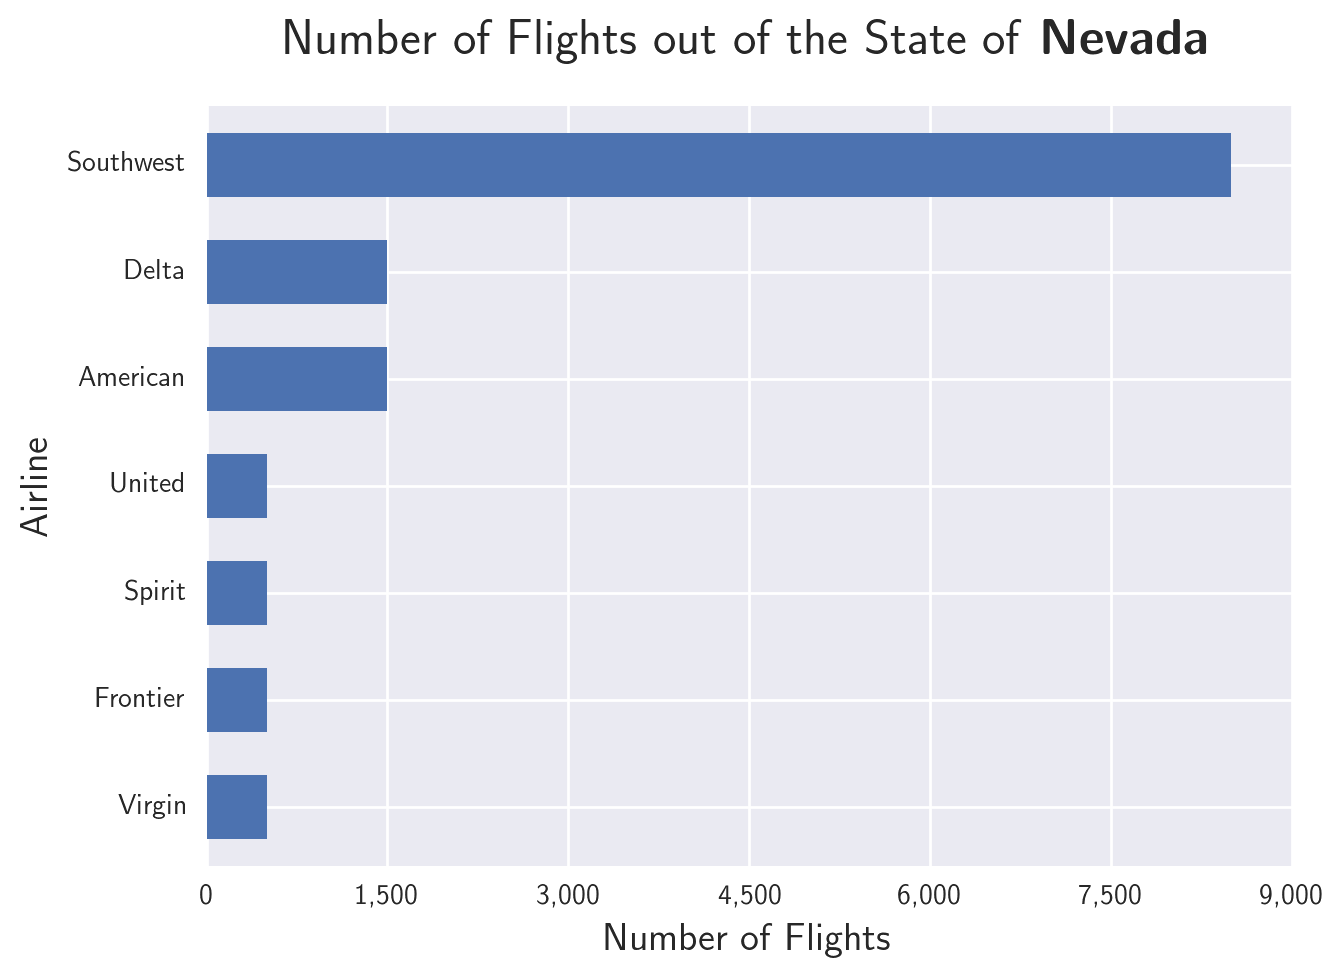 Number of Flights out of the State of Nevada
Southwest
Delta
American
United
Spirit
Frontier
Virgin
Airline
0
1,500
3,000
4,500
6,000
7,500
9,000
Number of Flights